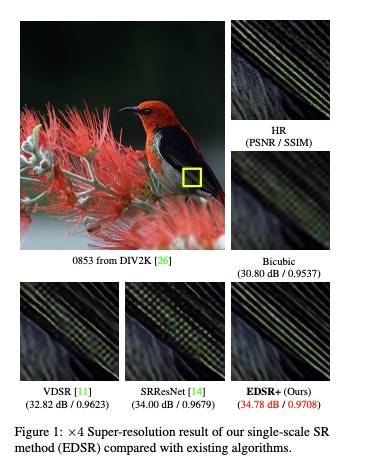 HR
(PSNR / SSIM)
0853 from DIV2K [26]
Bicubic
(30.80 dB / 0.9537)
VDSR [11]
(32.82 dB / 0.9623)
SRResNet [14]
(34.00 dB / 0.9679)
EDSR+ (Ours)
(34.78 dB / 0.9708)
Figure 1: ×4 Super-resolution result of our single-scale SR
method (EDSR) compared with existing algorithms.